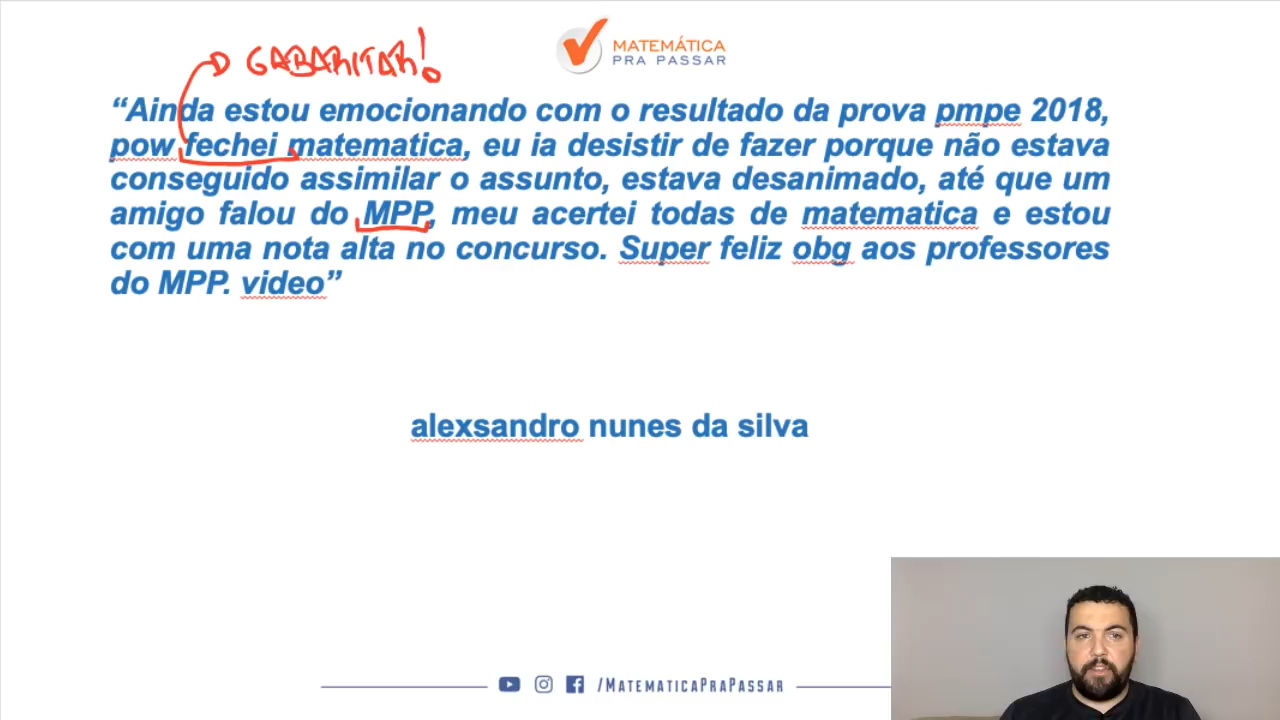 GABARITAR!
MATEMÁTICA
PRA PASSAR
“Ainda estou emocionando com o resultado da prova pmpe 2018,
pow fechei matematica, eu ia desistir de fazer porque não estava
conseguido assimilar o assunto, estava desanimado, até que um
amigo falou do MPP, meu acertei todas de matematica e estou
com uma nota alta no concurso. Super feliz obg aos professores
do MPP. video”
alexsandro nunes da silva
/MATEMATICAPRAPASSAR